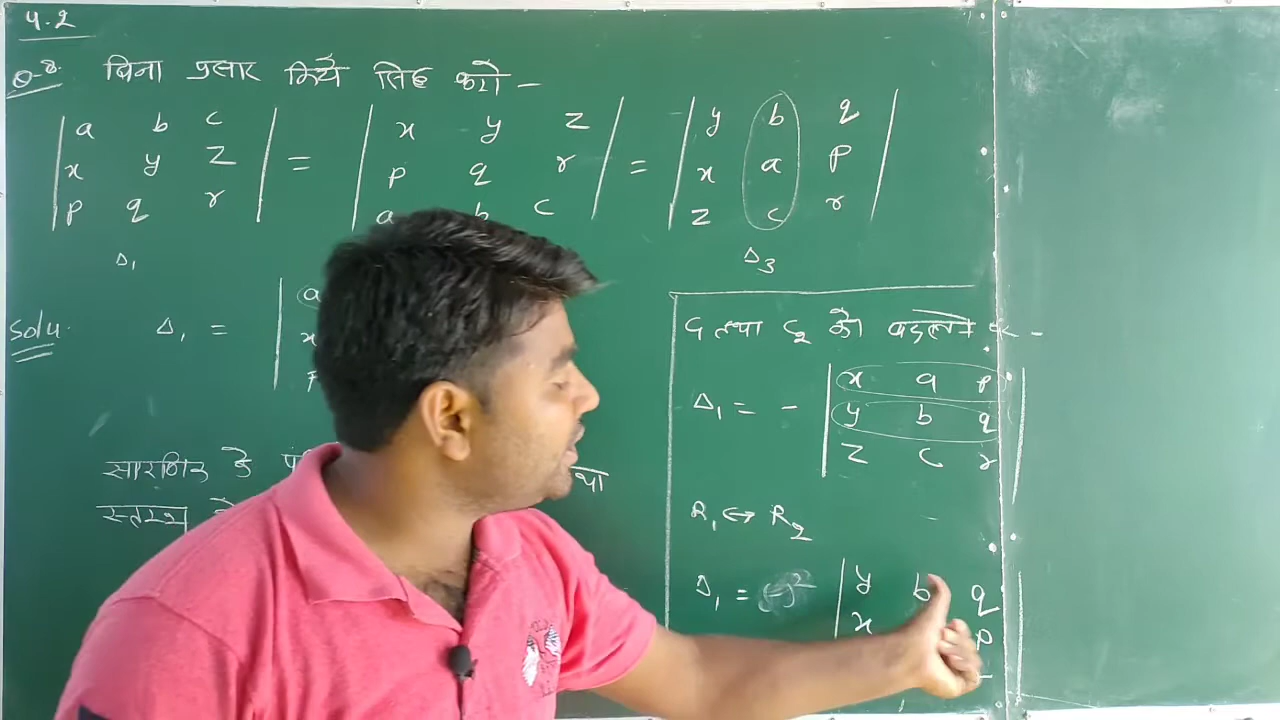 4.2
Q-8. बिना प्रसार किये सिद्ध करो -
| a b c | = | x y z | = | y b q |
| x y z | | p q r | | x a p |
| p q r | | a b c | | z c r |
Δ₁ Δ₃
Solu. Δ₁ = | a
x
सारणिक के
था
स्तम्भ
C₁ तथा C₂ को बदलने पर -
Δ₁ = - | x a p |
| y b q |
| z c r |
R₁ ↔ R₂
Δ₁ = (-)² | y b q |
| x p |